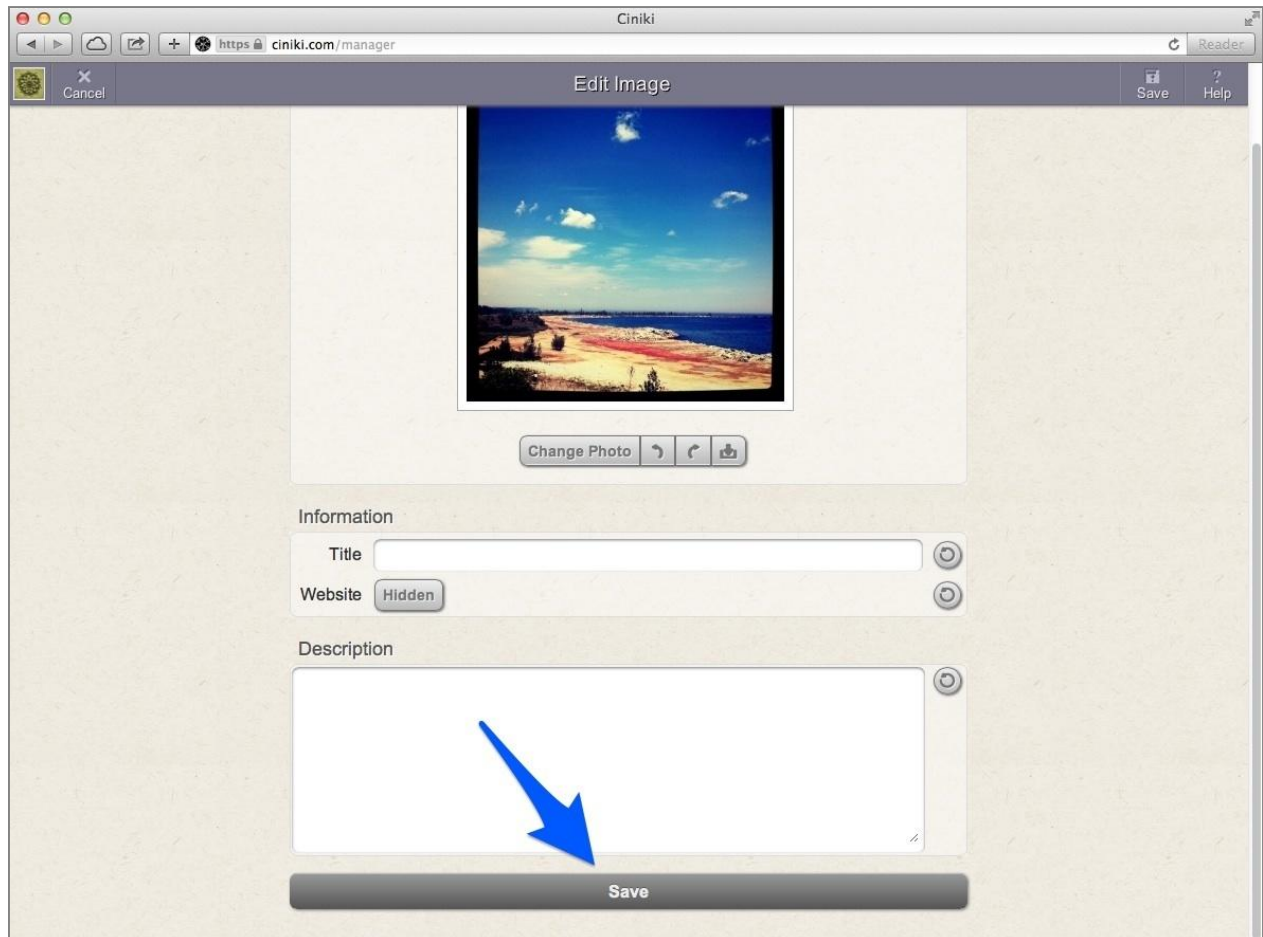 Ciniki
https ciniki.com/manager
Reader
Cancel
Edit Image
Save
? Help
Change Photo
Information
Title
Website Hidden
Description
Save